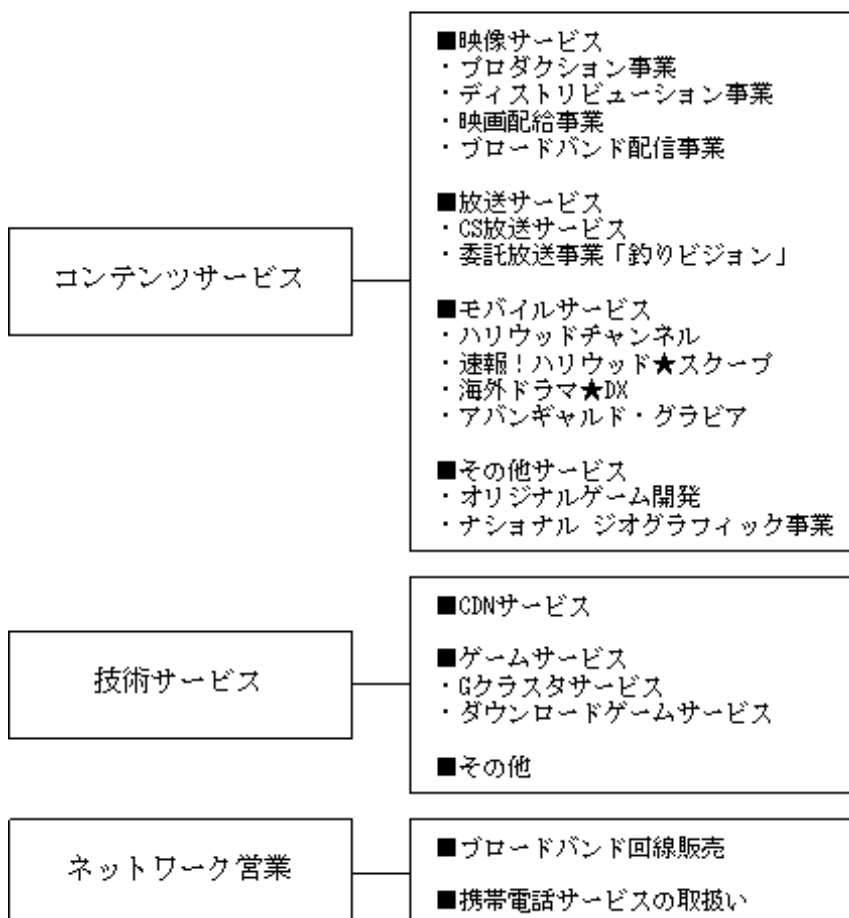 コンテンツサービス
■映像サービス
・プロダクション事業
・ディストリビューション事業
・映画配給事業
・ブロードバンド配信事業
■放送サービス
・CS放送サービス
・委託放送事業「釣りビジョン」
■モバイルサービス
・ハリウッドチャンネル
・速報！ハリウッド★スクープ
・海外ドラマ★DX
・アバンギャルド・グラビア
■その他サービス
・オリジナルゲーム開発
・ナショナル ジオグラフィック事業
技術サービス
■CDNサービス
■ゲームサービス
・Gクラスタサービス
・ダウンロードゲームサービス
■その他
ネットワーク営業
■ブロードバンド回線販売
■携帯電話サービスの取扱い